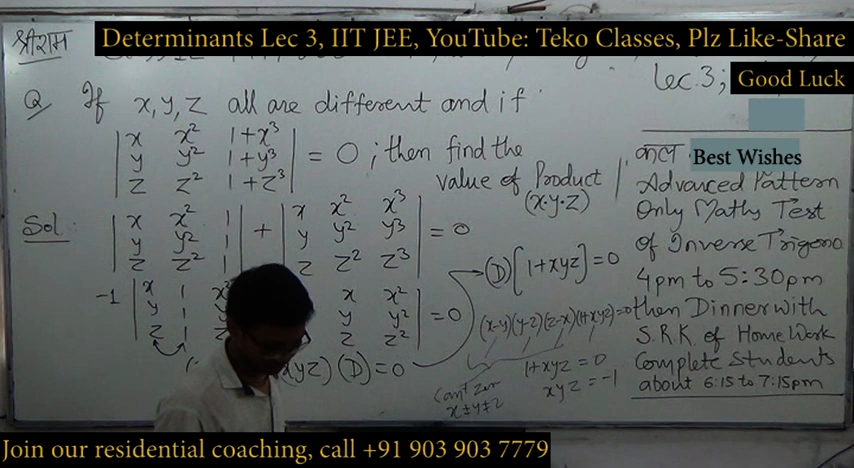 श्रीराम
Determinants Lec 3, IIT JEE, YouTube: Teko Classes, Plz Like-Share
Lec.3;
Good Luck
Q If x, y, z all are different and if
| x x² 1+x³ |
| y y² 1+y³ | = 0 ; then find the
| z z² 1+z³ | value of Product
(x·y·z)
Sol:
| x x² 1 | + | x x² x³ |
| y y² 1 | + | y y² y³ | = 0
| z z² 1 | + | z z² z³ |
-1 | x 1 x²
y 1
z 1
x x² |
y y² | = 0
z z² |
xyz) (D) = 0
(D) [1+xyz] = 0
(x-y)(y-z)(z-x)(1+xyz)=0
can't zero
x≠y≠z
1+xyz = 0
xyz = -1
कल
Best Wishes
Advanced Pattern
Only Maths Test
of Inverse Trigono
4pm to 5:30pm
than Dinner with
S.R.K. of Home Work
Complete Students
about 6:15 to 7:15pm
Join our residential coaching, call +91 903 903 7779